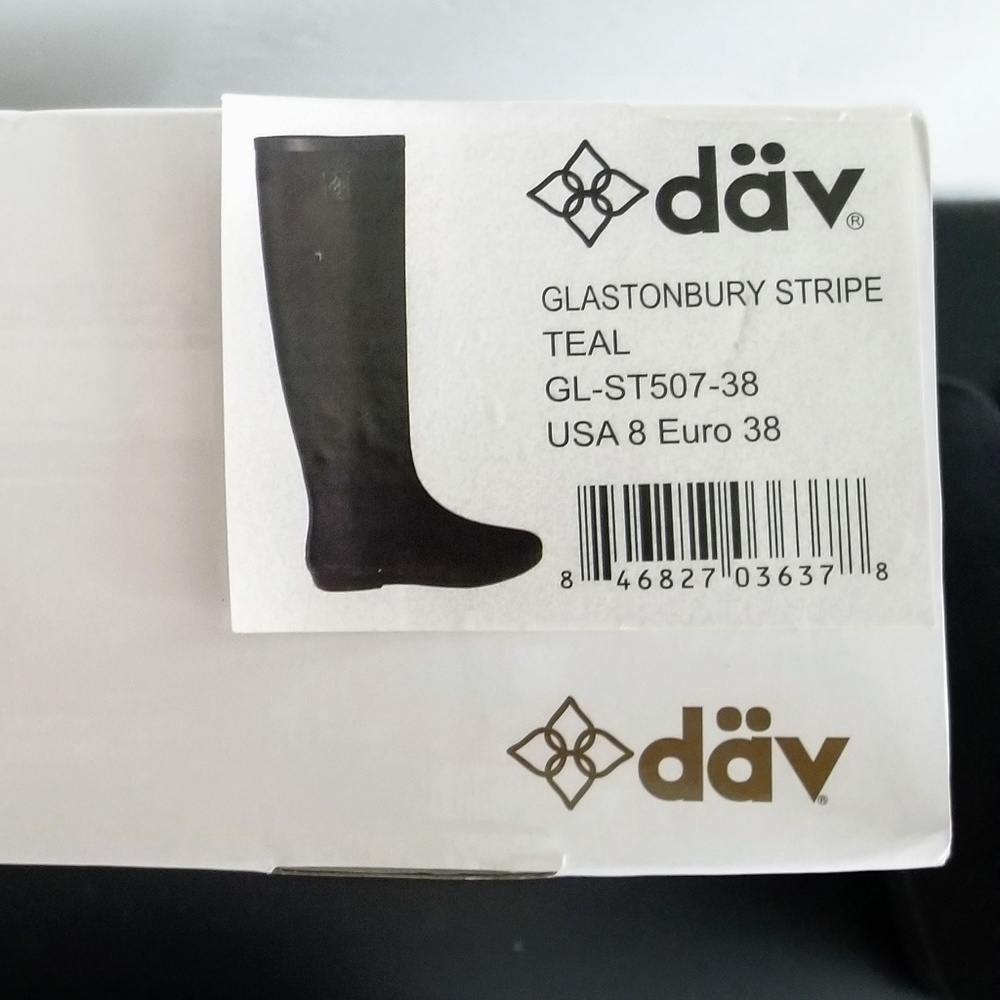 däv®
GLASTONBURY STRIPE
TEAL
GL-ST507-38
USA 8 Euro 38
8 46827 03637 8
däv®